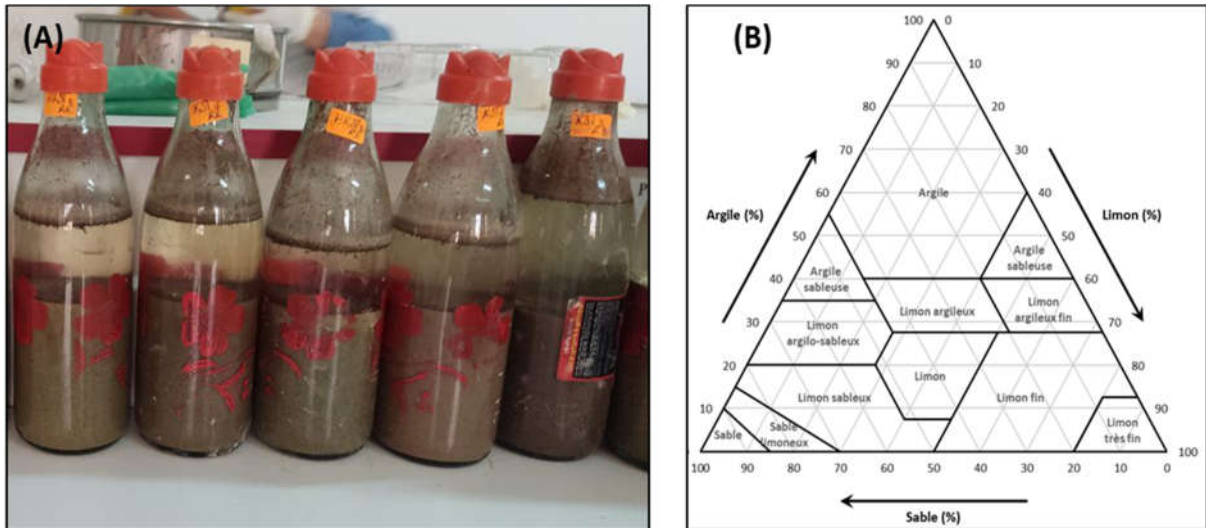 (A)
(B)
100
0
90
10
80
20
70
30
60
40
50
50
40
60
30
70
20
80
10
90
100
100
90
80
70
60
50
40
30
20
10
0
Argile (%)
Limon (%)
Sable (%)
Argile
Argile
sableuse
Argile
sableuse
Limon argileux
Limon
argileux fin
Limon
argilo-sableux
Limon
Limon sableux
Limon fin
Sable
Sable
limoneux
Limon
très fin